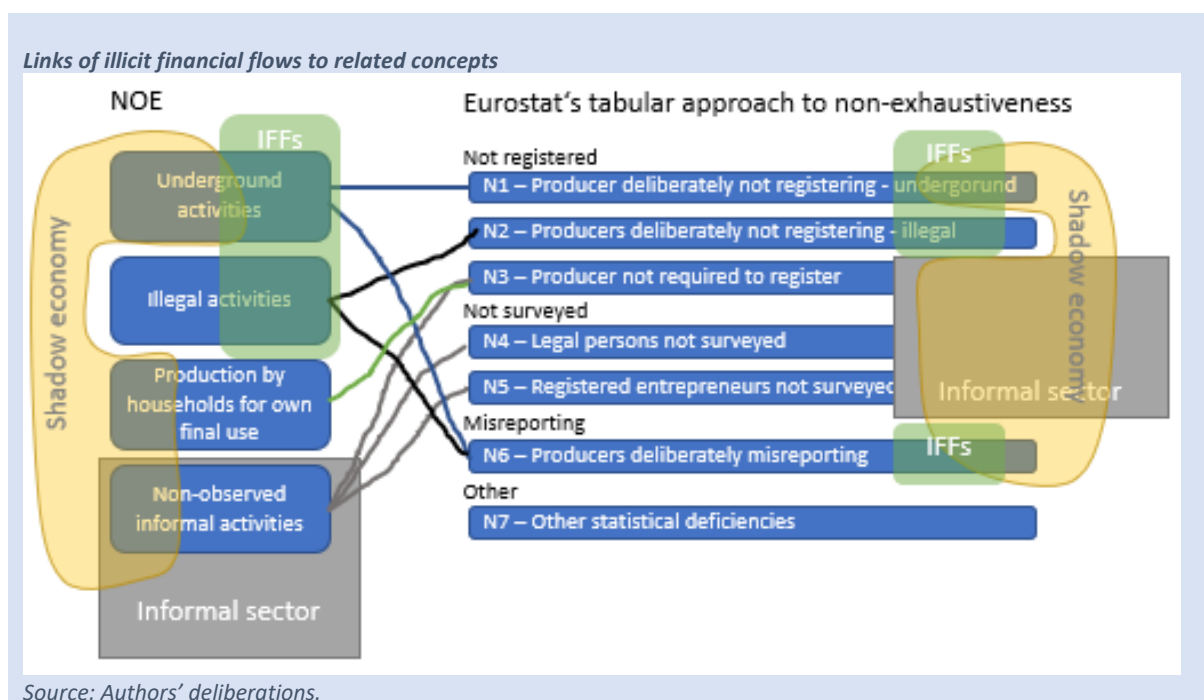 Links of illicit financial flows to related concepts
NOE
Eurostat's tabular approach to non-exhaustiveness
IFFs
Underground
activities
Illegal activities
Production by
households for own
final use
Non-observed
informal activities
Informal sector
Shadow economy
Not registered
IFFs
N1 – Producer deliberately not registering - undergorund
N2 – Producers deliberately not registering - illegal
N3 – Producer not required to register
Not surveyed
N4 – Legal persons not surveyed
N5 – Registered entrepreneurs not surveyed
Informal sector
Shadow economy
Misreporting
N6 – Producers deliberately misreporting
IFFs
Other
N7 – Other statistical deficiencies
Source: Authors' deliberations.